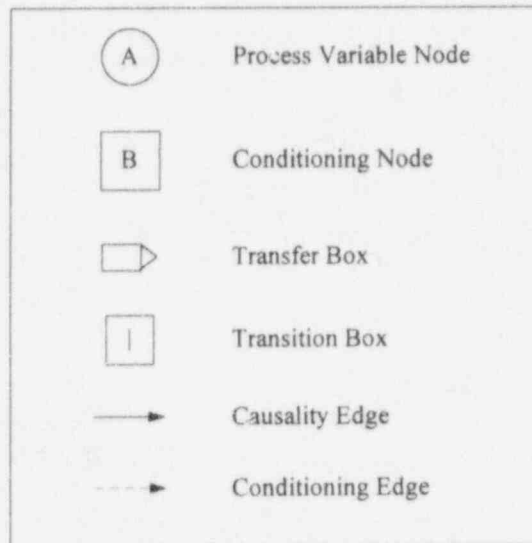 A Process Variable Node
B Conditioning Node
Transfer Box
Transition Box
Causality Edge
Conditioning Edge